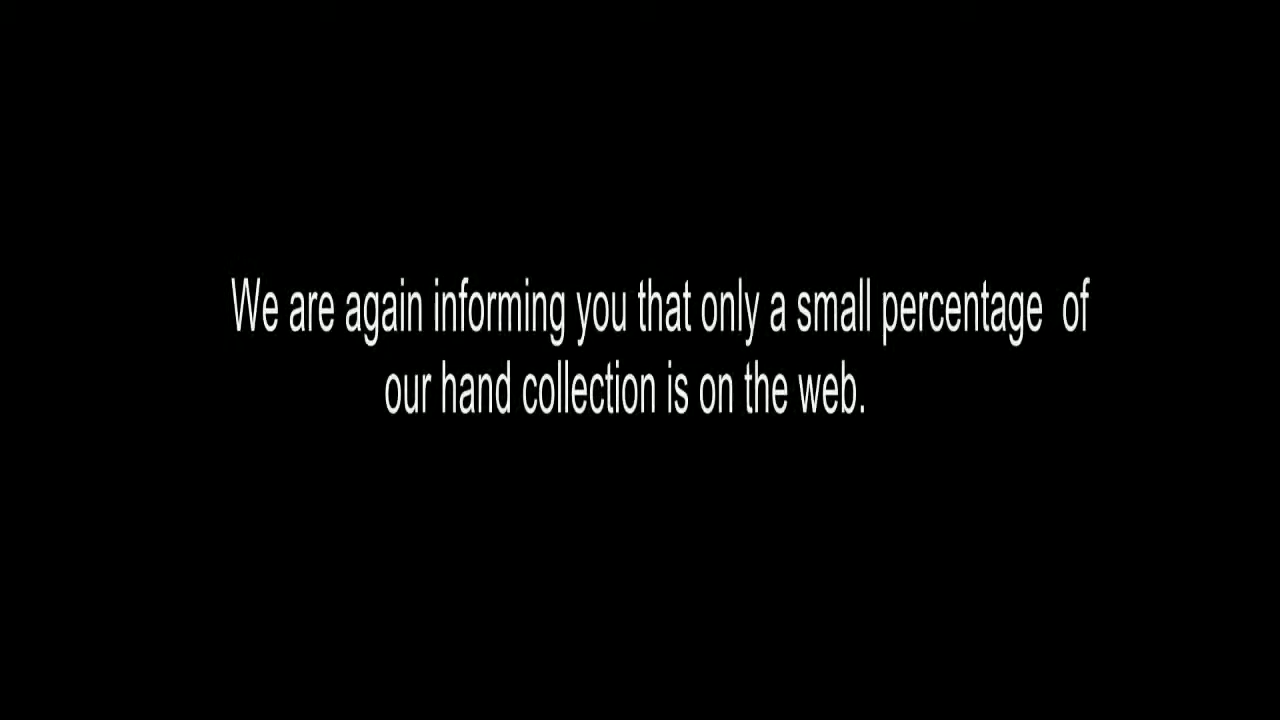 We are again informing you that only a small percentage  of
our hand collection is on the web.